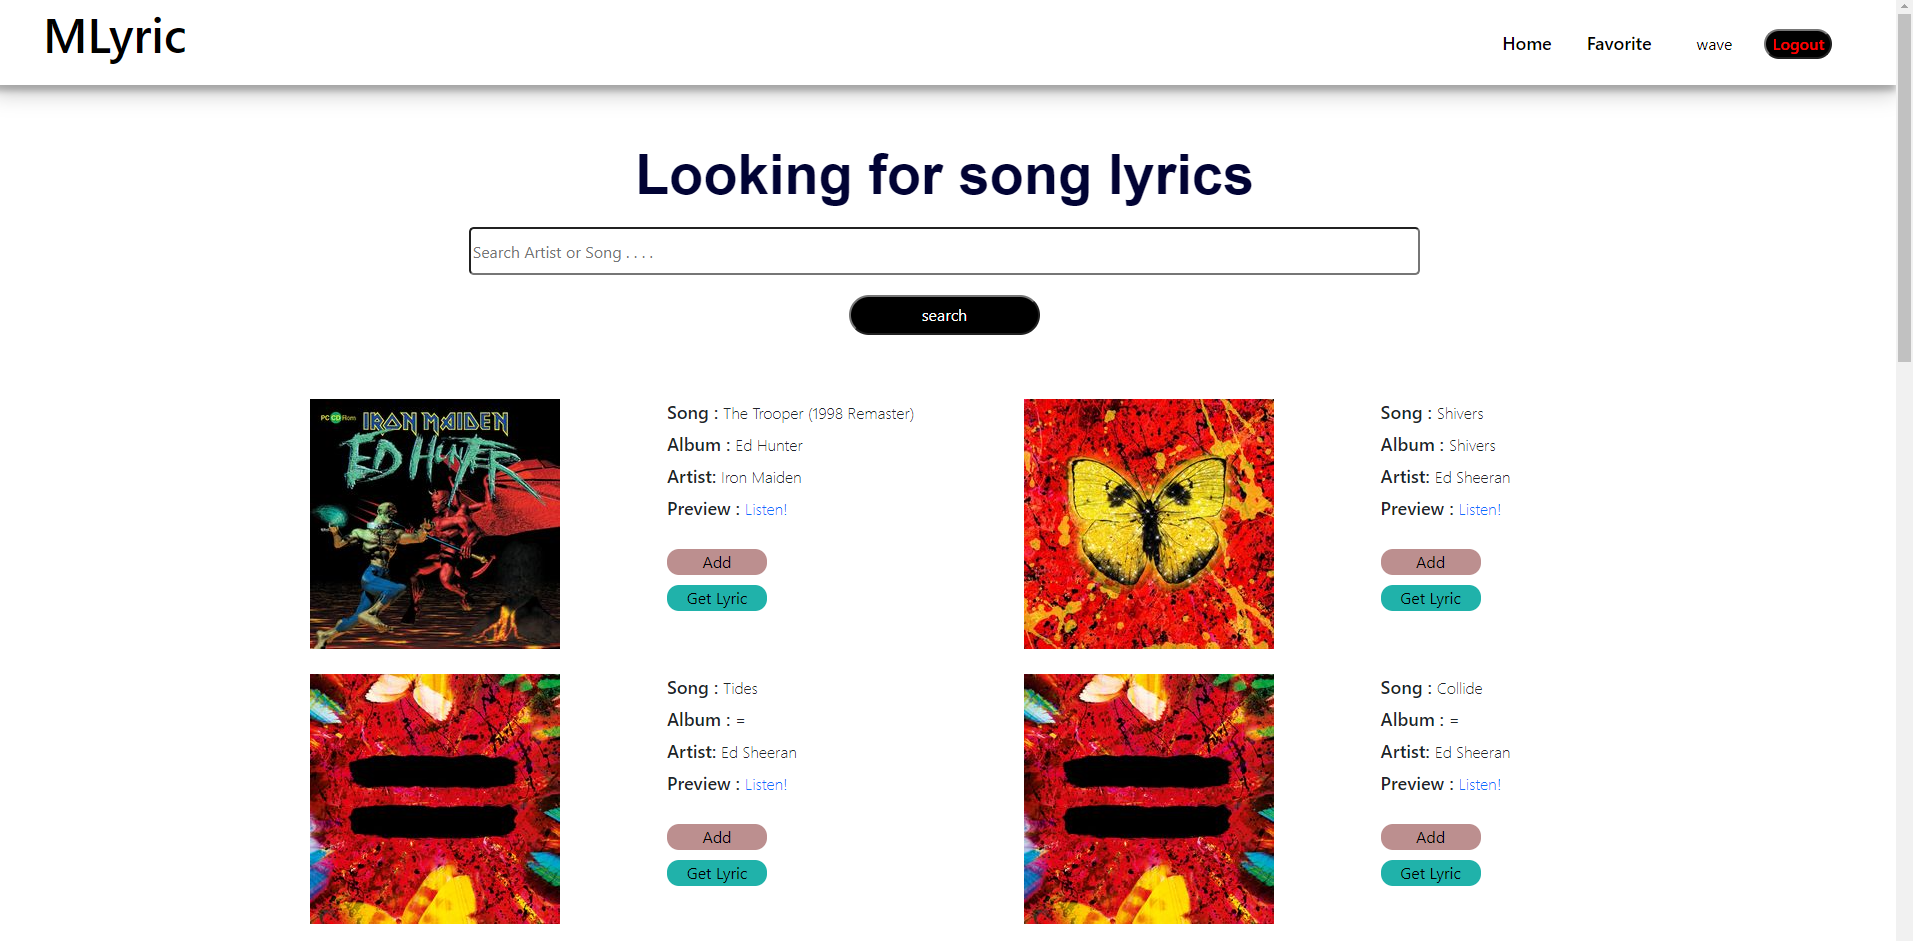 MLyric
Home Favorite wave Logout
Looking for song lyrics
Search Artist or Song . . . .
search
PC CD Rom
IRON MAIDEN
ED HUNTER
Song : The Trooper (1998 Remaster)
Album : Ed Hunter
Artist: Iron Maiden
Preview : Listen!
Add
Get Lyric
Song : Shivers
Album : Shivers
Artist: Ed Sheeran
Preview : Listen!
Add
Get Lyric
Song : Tides
Album : =
Artist: Ed Sheeran
Preview : Listen!
Add
Get Lyric
Song : Collide
Album : =
Artist: Ed Sheeran
Preview : Listen!
Add
Get Lyric